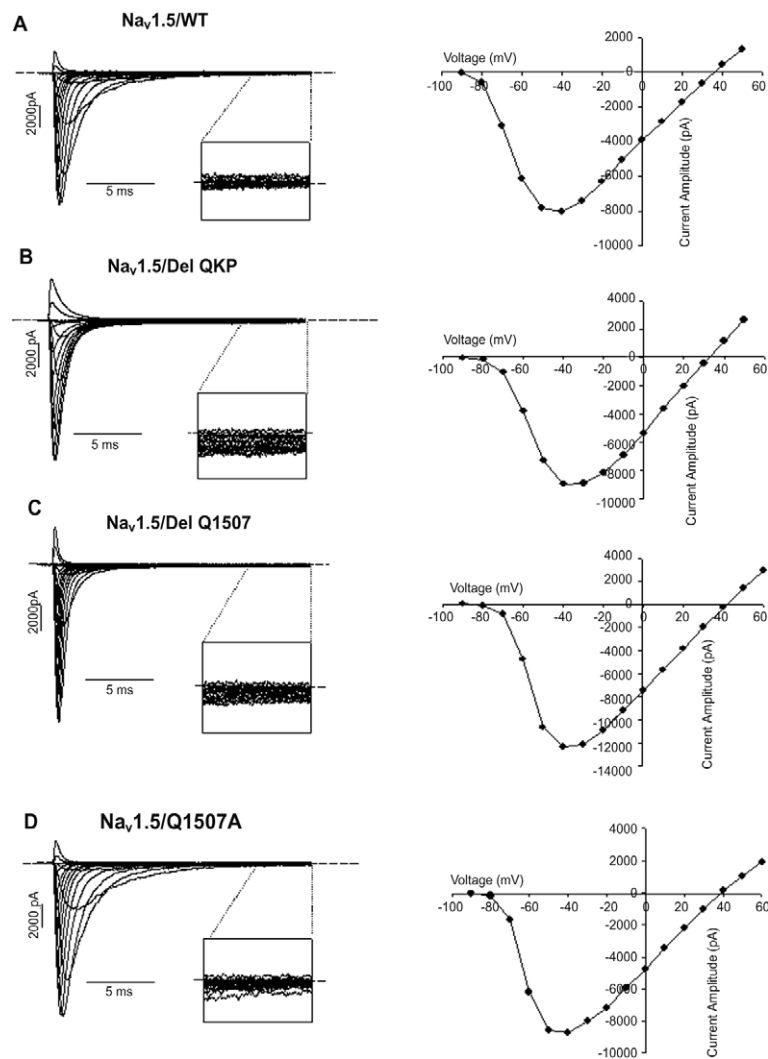 A
Nav1.5/WT
2000pA
5 ms
Voltage (mV)
-100 -80 -60 -40 -20 0 20 40 60
2000
0
-2000
-4000
-6000
-8000
-10000
Current Amplitude (pA)
B
Nav1.5/Del QKP
2000 pA
5 ms
Voltage (mV)
-100 -80 -60 -40 -20 0 20 40 60
4000
2000
0
-2000
-4000
-6000
-8000
-10000
Current Amplitude (pA)
C
Nav1.5/Del Q1507
2000pA
5 ms
Voltage (mV)
-100 -80 -60 -40 -20 0 20 40 60
4000
2000
0
-2000
-4000
-6000
-8000
-10000
-12000
-14000
Current Amplitude (pA)
D
Nav1.5/Q1507A
2000 pA
5 ms
Voltage (mV)
-100 -80 -60 -40 -20 0 20 40 60
4000
2000
0
-2000
-4000
-6000
-8000
-10000
Current Amplitude (pA)